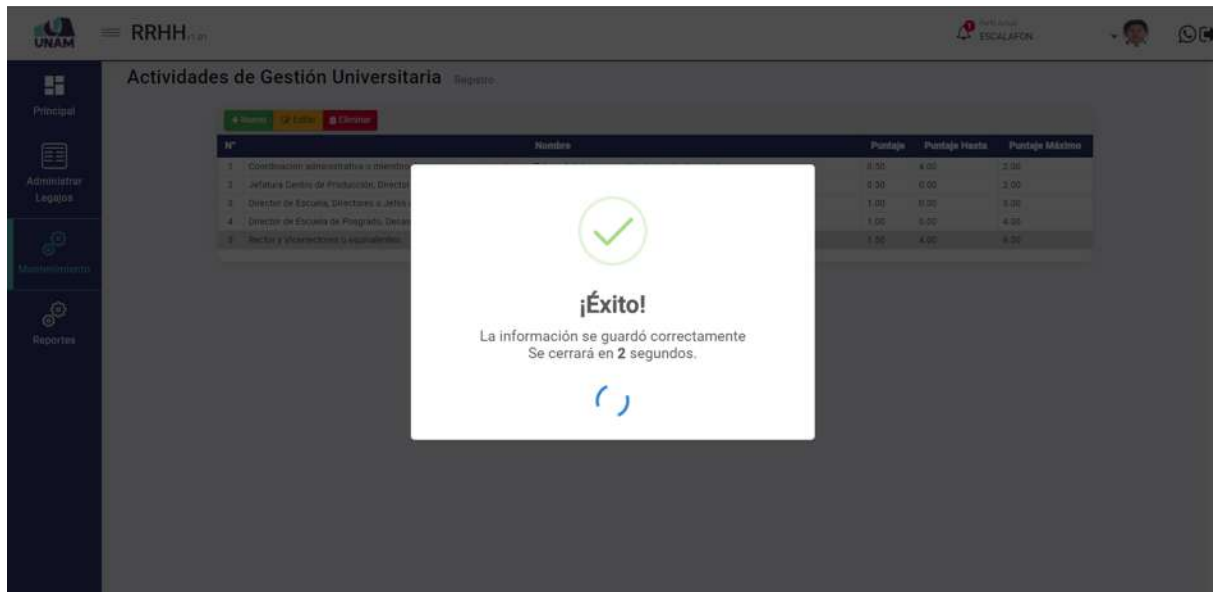 UNAM
RRHH
1
Perfil actual
ESCALAFON
Actividades de Gestión Universitaria Registro
Principal
Administrar
Legajos
Mantenimiento
Reportes
+ Nuevo Editar Eliminar
N° Nombre Puntaje Puntaje Hasta Puntaje Máximo
1 Coordinación administrativa o miembro 0.50 4.00 2.00
2 Jefatura Centro de Producción, Director 0.50 0.00 2.00
3 Director de Escuela, Directores o Jefes 1.00 0.00 3.00
4 Director de Escuela de Posgrado, 1.00 0.00 4.00
5 Rector y Vicerrectores o equivalentes 1.50 4.00 6.00
¡Éxito!
La información se guardó correctamente
Se cerrará en 2 segundos.